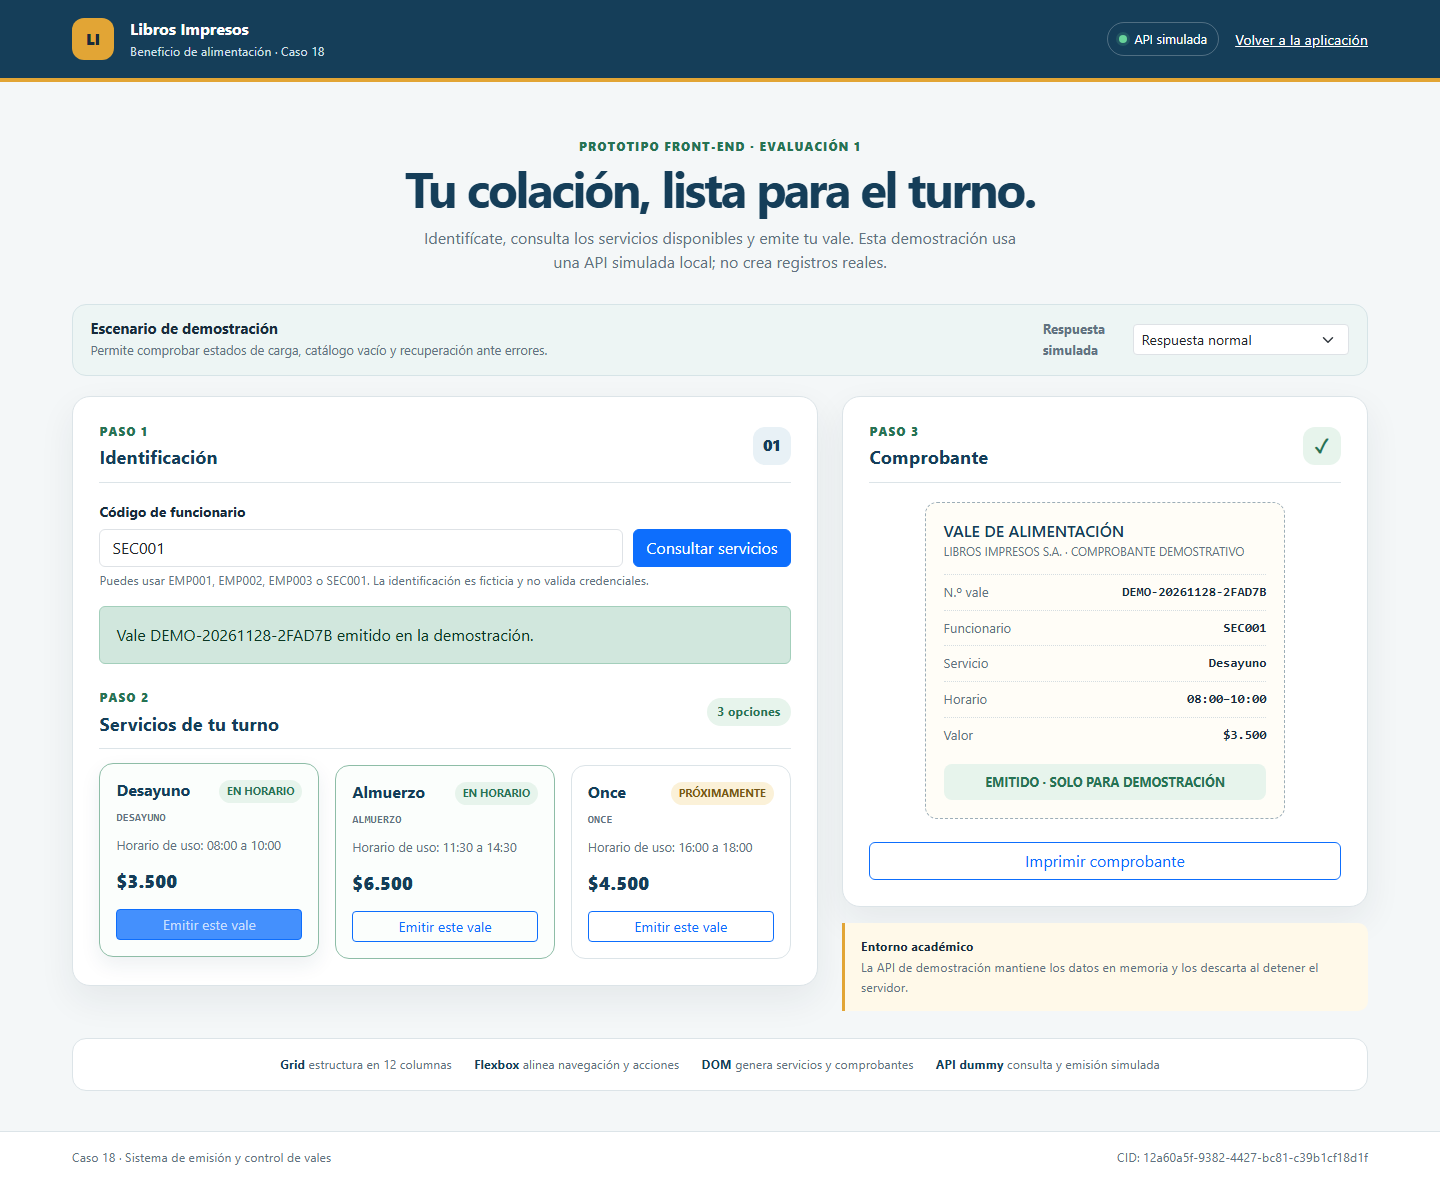 LI
Libros Impresos
Beneficio de alimentación · Caso 18
API simulada
Volver a la aplicación
PROTOTIPO FRONT-END · EVALUACIÓN 1
Tu colación, lista para el turno.
Identifícate, consulta los servicios disponibles y emite tu vale. Esta demostración usa
una API simulada local; no crea registros reales.
Escenario de demostración
Permite comprobar estados de carga, catálogo vacío y recuperación ante errores.
Respuesta
simulada
Respuesta normal
PASO 1
Identificación
01
Código de funcionario
SEC001
Consultar servicios
Puedes usar EMP001, EMP002, EMP003 o SEC001. La identificación es ficticia y no valida credenciales.
Vale DEMO-20261128-2FAD7B emitido en la demostración.
PASO 2
Servicios de tu turno
3 opciones
Desayuno
EN HORARIO
DESAYUNO
Horario de uso: 08:00 a 10:00
$3.500
Emitir este vale
Almuerzo
EN HORARIO
ALMUERZO
Horario de uso: 11:30 a 14:30
$6.500
Emitir este vale
Once
PRÓXIMAMENTE
ONCE
Horario de uso: 16:00 a 18:00
$4.500
Emitir este vale
PASO 3
Comprobante
✓
VALE DE ALIMENTACIÓN
LIBROS IMPRESOS S.A. · COMPROBANTE DEMOSTRATIVO
N.º vale DEMO-20261128-2FAD7B
Funcionario SEC001
Servicio Desayuno
Horario 08:00–10:00
Valor $3.500
EMITIDO · SOLO PARA DEMOSTRACIÓN
Imprimir comprobante
Entorno académico
La API de demostración mantiene los datos en memoria y los descarta al detener el
servidor.
Grid estructura en 12 columnas Flexbox alinea navegación y acciones DOM genera servicios y comprobantes API dummy consulta y emisión simulada
Caso 18 · Sistema de emisión y control de vales
CID: 12a60a5f-9382-4427-bc81-c39b1cf18d1f